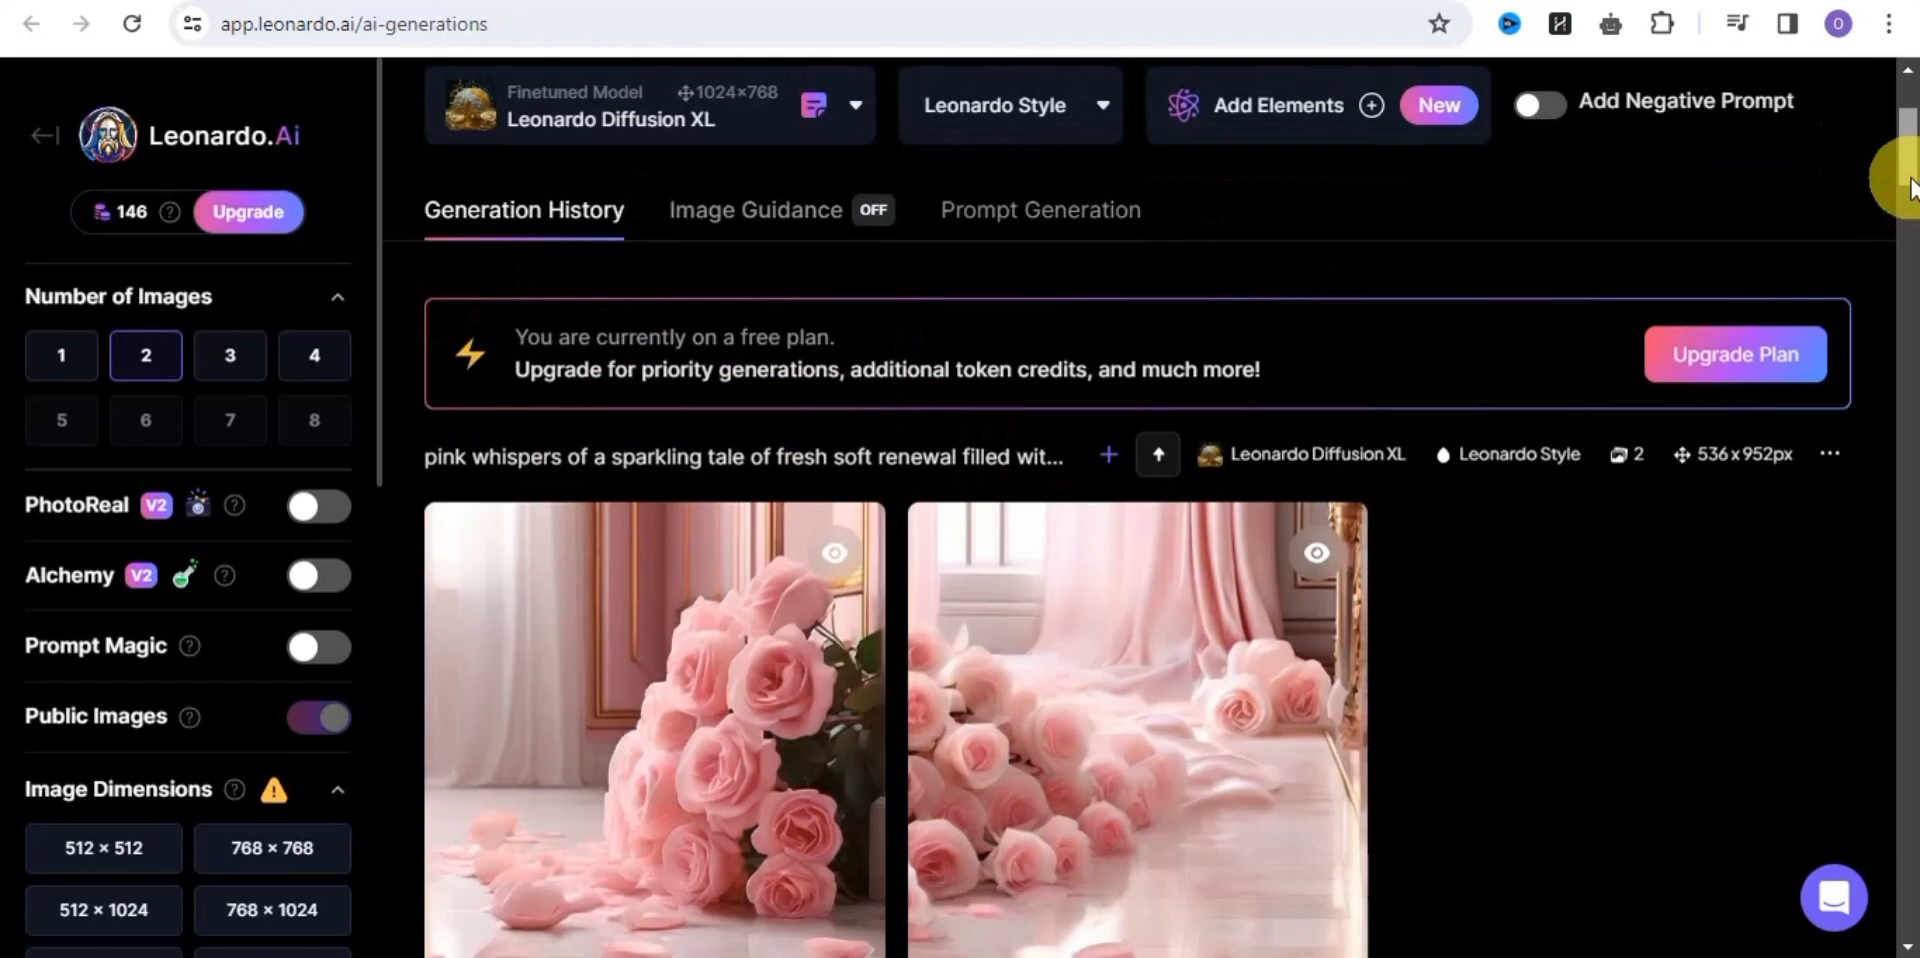 app.leonardo.ai/ai-generations
O
Leonardo.Ai
146 ? Upgrade
Number of Images
1 2 3 4
5 6 7 8
PhotoReal V2 ?
Alchemy V2 ?
Prompt Magic ?
Public Images ?
Image Dimensions ?
512 × 512 768 × 768
512 × 1024 768 × 1024
Finetuned Model 1024×768
Leonardo Diffusion XL
Leonardo Style
Add Elements New
Add Negative Prompt
Generation History Image Guidance OFF Prompt Generation
You are currently on a free plan.
Upgrade for priority generations, additional token credits, and much more!
Upgrade Plan
pink whispers of a sparkling tale of fresh soft renewal filled wit... Leonardo Diffusion XL Leonardo Style 2 536 x 952px